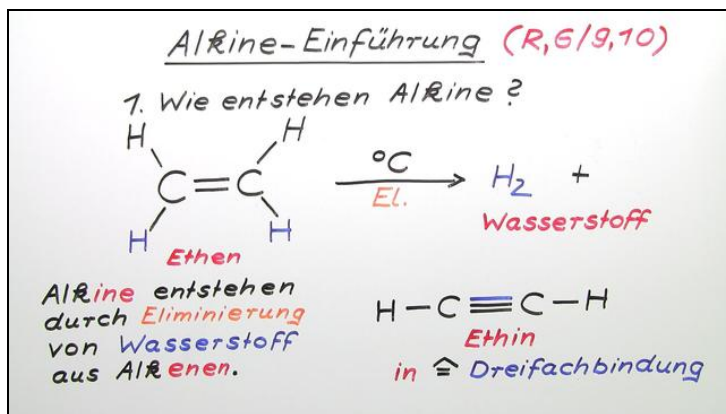 Alkine-Einführung (R,G/9,10)
1. Wie entstehen Alkine?
H H
C=C °C H₂ +
El.
H H Wasserstoff
Ethen
Alkine entstehen
durch Eliminierung
von Wasserstoff
aus Alkenen.
H-C≡C-H
Ethin
in ≙ Dreifachbindung